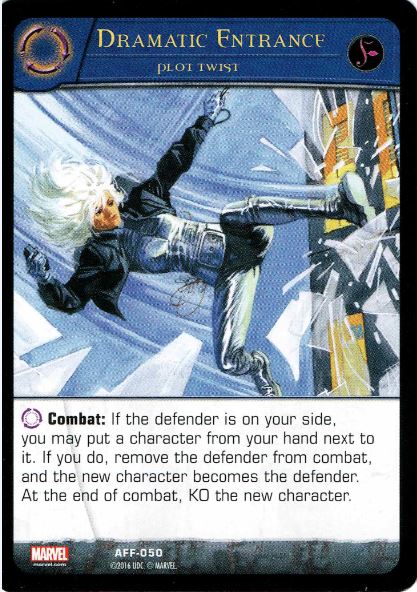 DRAMATIC ENTRANCE
PLOT TWIST
Combat: If the defender is on your side,
you may put a character from your hand next to
it. If you do, remove the defender from combat,
and the new character becomes the defender.
At the end of combat, KO the new character.
MARVEL
marvel.com
AFF-050
©2016 UDC. © MARVEL.